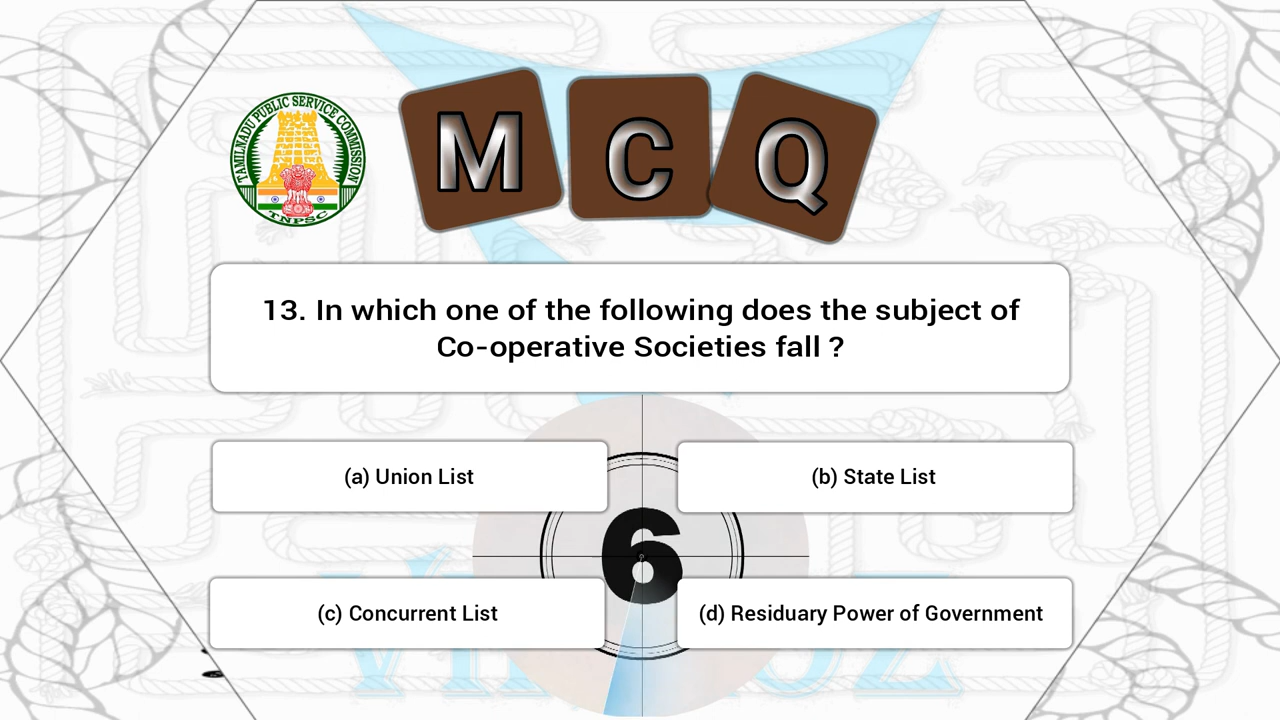 TAMILNADU PUBLIC SERVICE COMMISSION
TNPSC
M C Q
13. In which one of the following does the subject of
Co-operative Societies fall ?
(a) Union List
(b) State List
6
(c) Concurrent List
(d) Residuary Power of Government